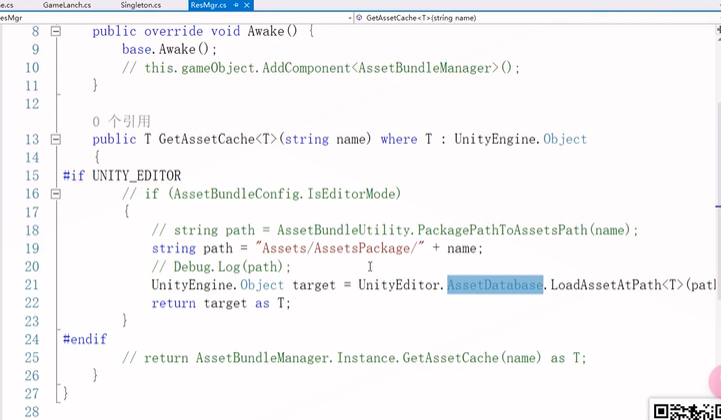 e.cs GameLanch.cs Singleton.cs ResMgr.cs
esMgr GetAssetCache<T>(string name)
8 public override void Awake() {
9 base.Awake();
10 // this.gameObject.AddComponent<AssetBundleManager>();
11 }
12
0 个引用
13 public T GetAssetCache<T>(string name) where T : UnityEngine.Object
14 {
15 #if UNITY_EDITOR
16 // if (AssetBundleConfig.IsEditorMode)
17 {
18 // string path = AssetBundleUtility.PackagePathToAssetsPath(name);
19 string path = "Assets/AssetsPackage/" + name;
20 // Debug.Log(path);
21 UnityEngine.Object target = UnityEditor.AssetDatabase.LoadAssetAtPath<T>(pat
22 return target as T;
23 }
24 #endif
25 // return AssetBundleManager.Instance.GetAssetCache(name) as T;
26 }
27 }
28